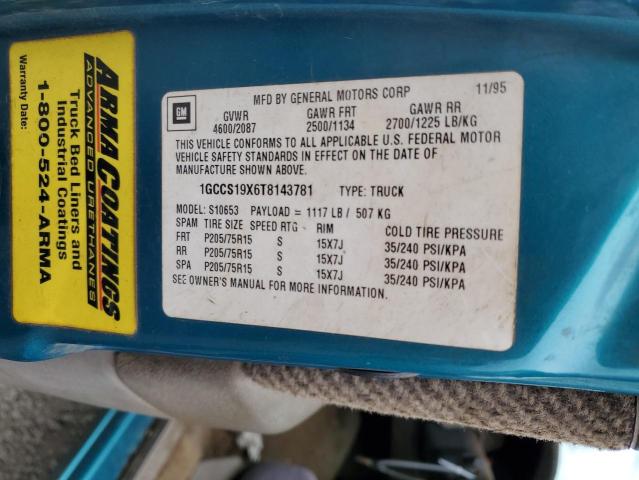 ARMACOATINGS
ADVANCED URETHANES
Truck Bed Liners and
Industrial Coatings
1-800-524-ARMA
Warranty Date:
GM
MFD BY GENERAL MOTORS CORP 11/95
GVWR GAWR FRT GAWR RR
4600/2087 2500/1134 2700/1225 LB/KG
THIS VEHICLE CONFORMS TO ALL APPLICABLE U.S. FEDERAL MOTOR
VEHICLE SAFETY STANDARDS IN EFFECT ON THE DATE OF
MANUFACTURE SHOWN ABOVE.
1GCCS19X6T8143781 TYPE: TRUCK
MODEL: S10653 PAYLOAD = 1117 LB / 507 KG
SPAM TIRE SIZE SPEED RTG RIM COLD TIRE PRESSURE
FRT P205/75R15 S 15X7J 35/240 PSI/KPA
RR P205/75R15 S 15X7J 35/240 PSI/KPA
SPA P205/75R15 S 15X7J 35/240 PSI/KPA
SEE OWNER'S MANUAL FOR MORE INFORMATION.